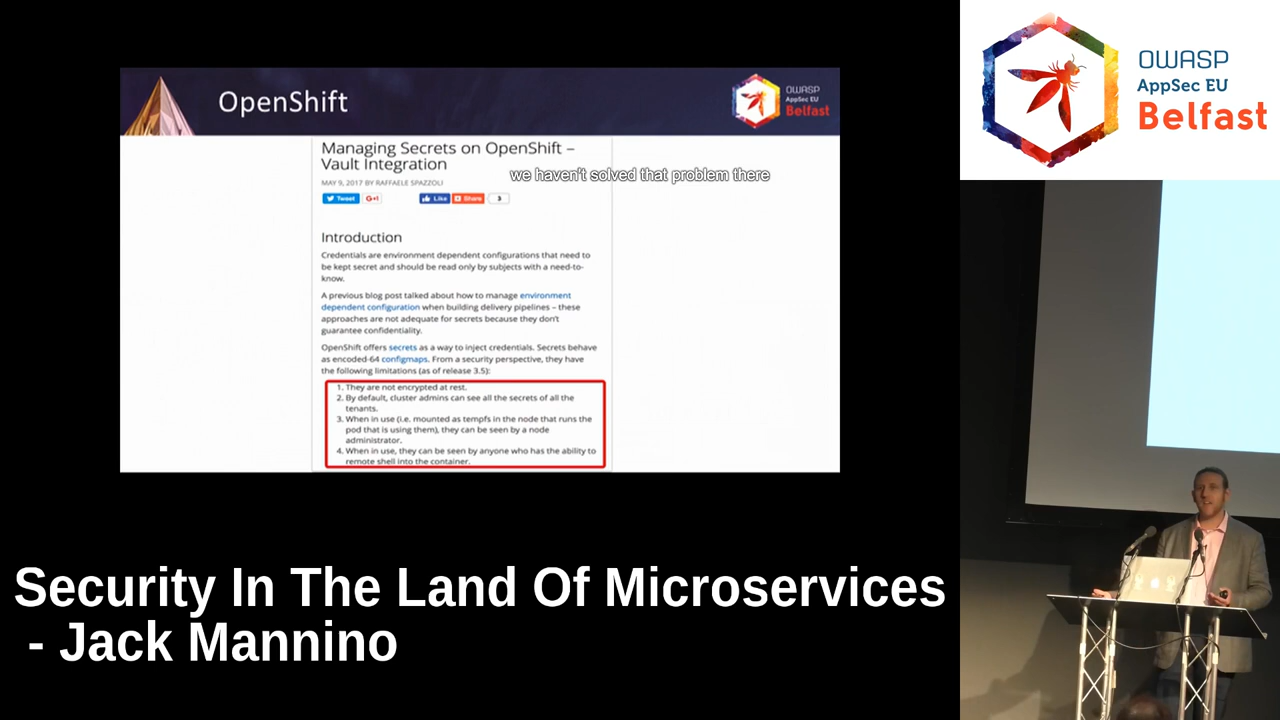 OpenShift
OWASP
AppSec EU
Belfast
Managing Secrets on OpenShift –
Vault Integration
we haven't solved that problem there
MAY 9, 2017 BY RAFFAELE SPAZZOLI
Tweet
G+1
Like
Share
3
Introduction
Credentials are environment dependent configurations that need to
be kept secret and should be read only by subjects with a need-to-
know.
A previous blog post talked about how to manage environment
dependent configuration when building delivery pipelines – these
approaches are not adequate for secrets because they don't
guarantee confidentiality.
OpenShift offers secrets as a way to inject credentials. Secrets behave
as encoded-64 configmaps. From a security perspective, they have
the following limitations (as of release 3.5):
1. They are not encrypted at rest.
2. By default, cluster admins can see all the secrets of all the
tenants.
3. When in use (i.e. mounted as tempfs in the node that runs the
pod that is using them), they can be seen by a node
administrator.
4. When in use, they can be seen by anyone who has the ability to
remote shell into the container.
Security In The Land Of Microservices
- Jack Mannino
OWASP
AppSec EU
Belfast